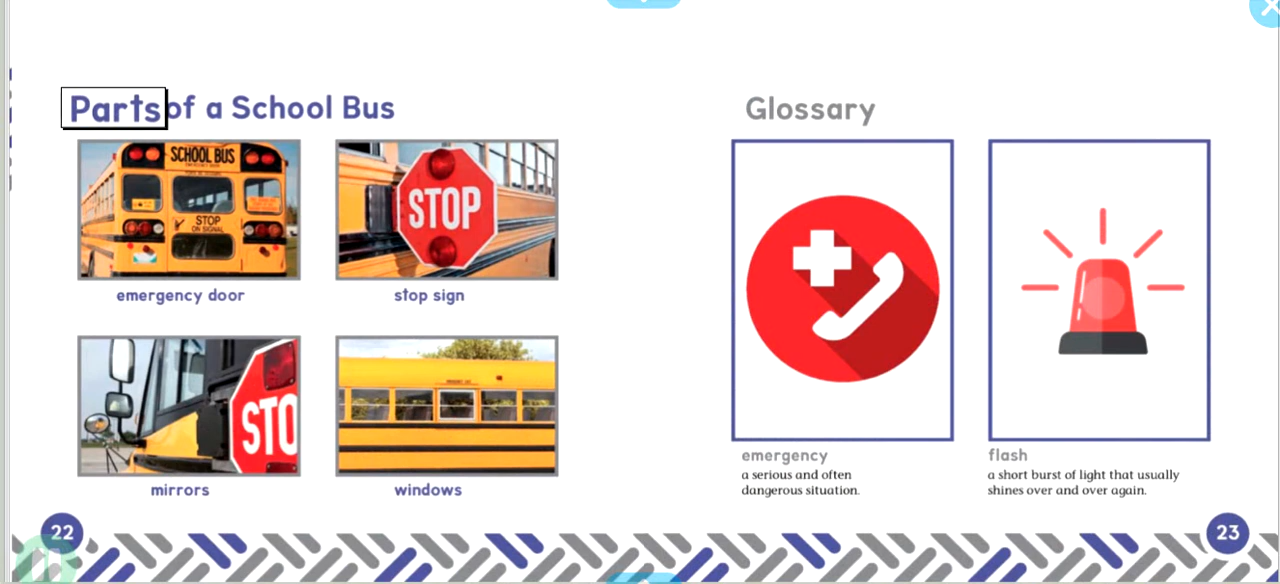 Parts of a School Bus
SCHOOL BUS
STOP
ON SIGNAL
emergency door
STOP
stop sign
STO
mirrors
windows
22
Glossary
emergency
a serious and often
dangerous situation.
flash
a short burst of light that usually
shines over and over again.
23